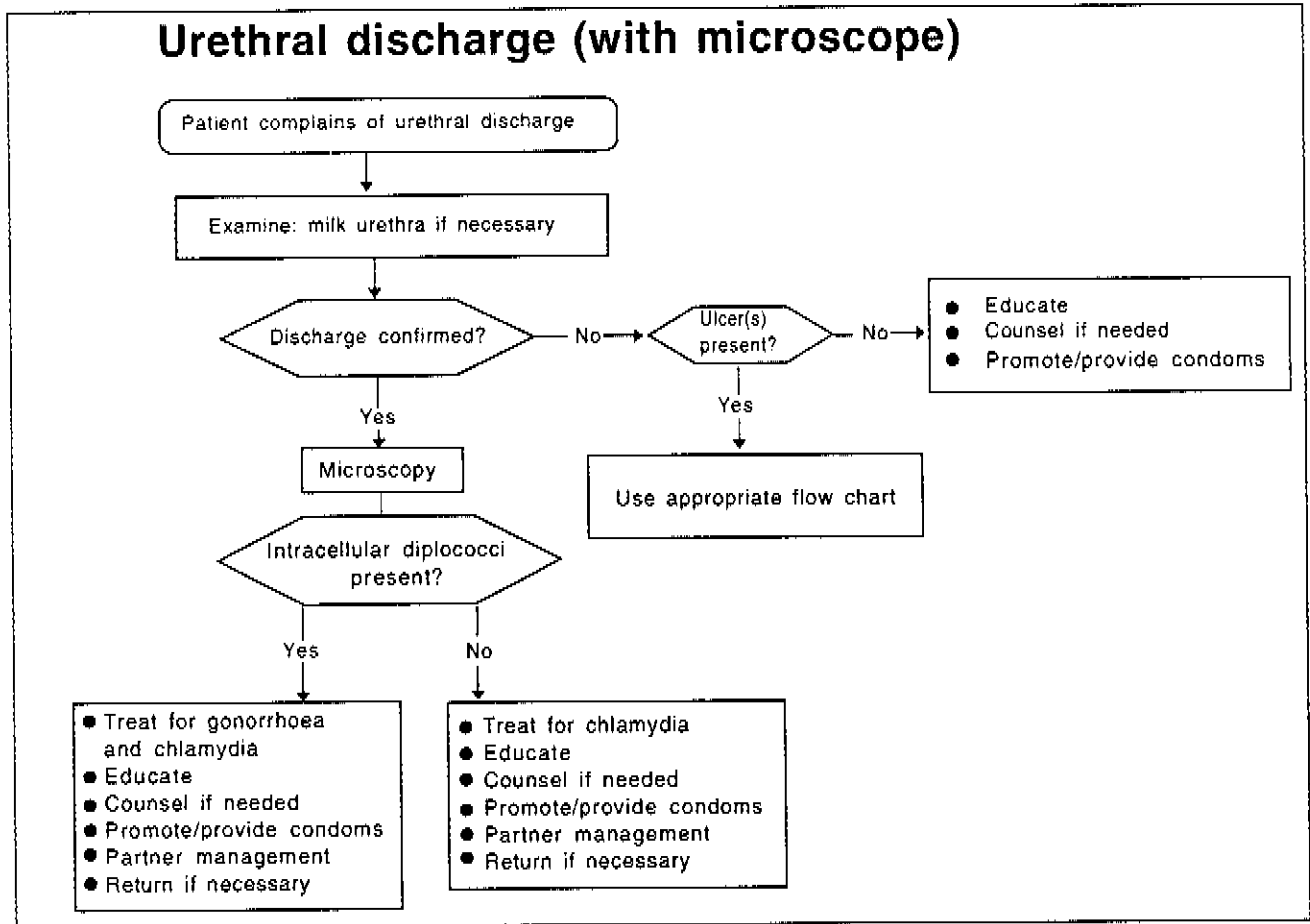 Urethral discharge (with microscope)
Patient complains of urethral discharge
Examine: milk urethra if necessary
Discharge confirmed?
No
Ulcer(s)
present?
No
● Educate
● Counsel if needed
● Promote/provide condoms
Yes
Yes
Microscopy
Use appropriate flow chart
Intracellular diplococci
present?
Yes
No
● Treat for gonorrhoea
and chlamydia
● Educate
● Counsel if needed
● Promote/provide condoms
● Partner management
● Return if necessary
● Treat for chlamydia
● Educate
● Counsel if needed
● Promote/provide condoms
● Partner management
● Return if necessary